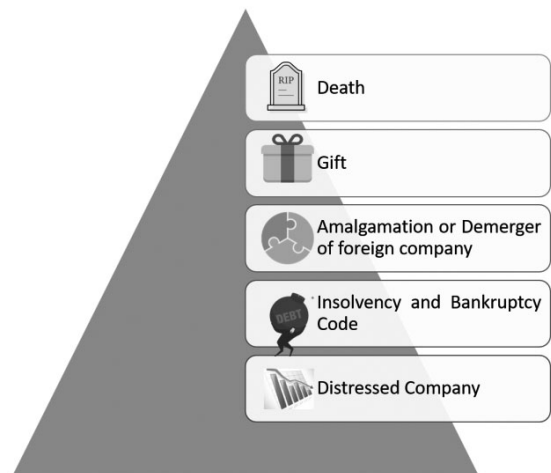 RIP
Death
Gift
Amalgamation or Demerger
of foreign company
DEBT
Insolvency and Bankruptcy
Code
Distressed Company